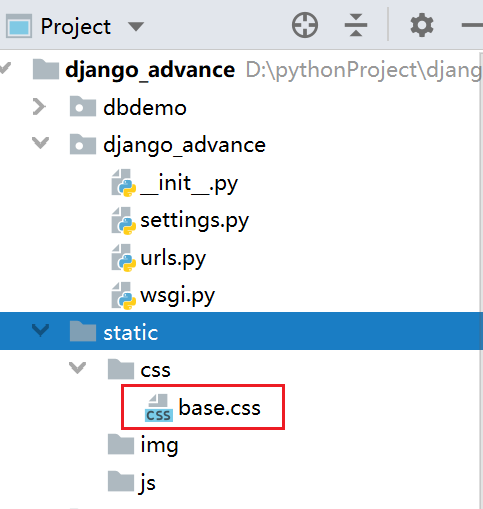 Project
django_advance D:\pythonProject\djang
dbdemo
django_advance
__init__.py
settings.py
urls.py
wsgi.py
static
css
CSS base.css
img
js